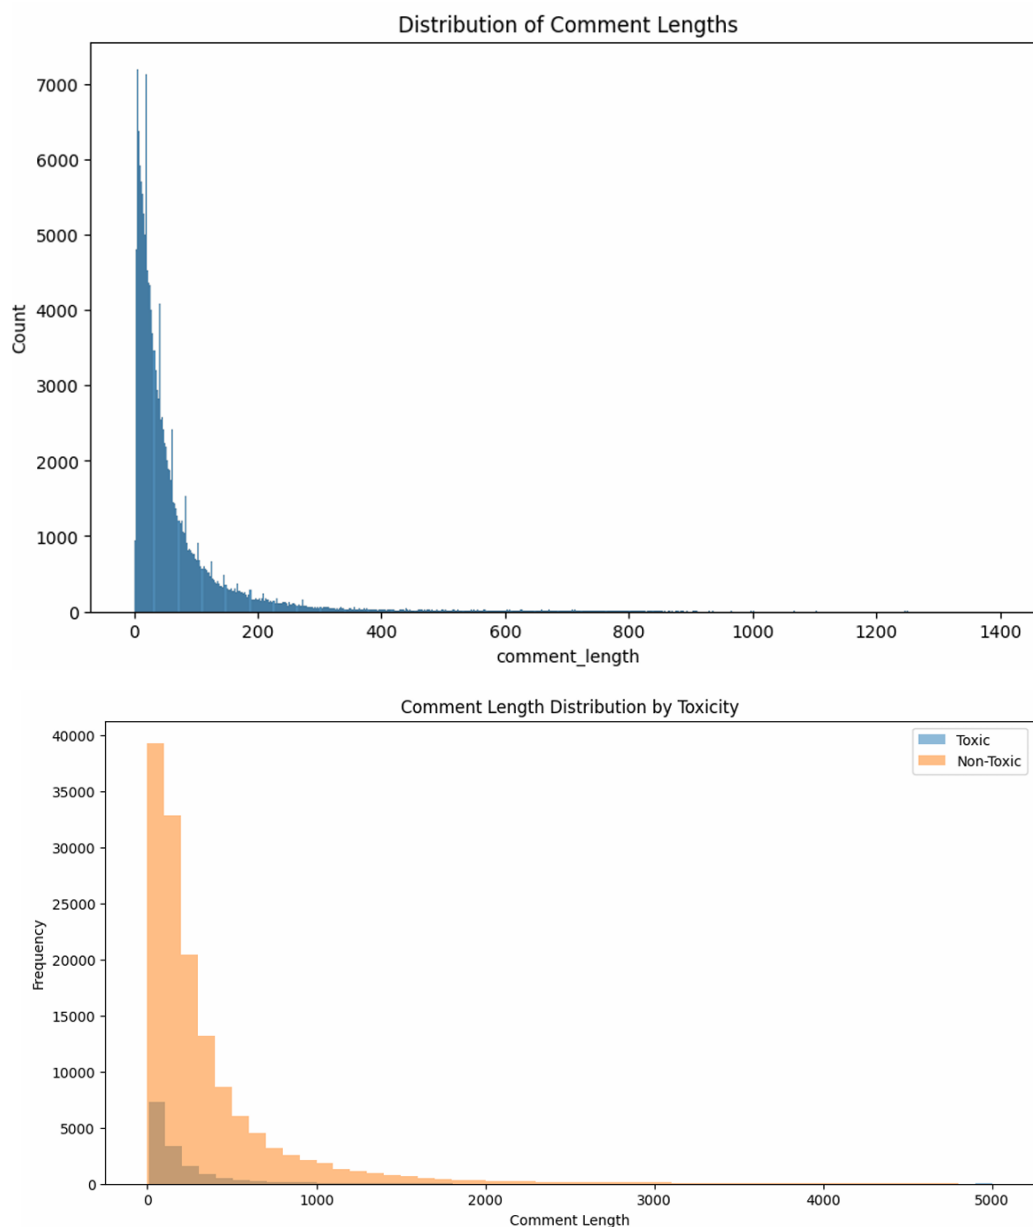 Distribution of Comment Lengths
7000
6000
5000
4000
3000
2000
1000
0
Count
0 200 400 600 800 1000 1200 1400
comment_length
Comment Length Distribution by Toxicity
Toxic
Non-Toxic
40000
35000
30000
25000
20000
15000
10000
5000
0
Frequency
0 1000 2000 3000 4000 5000
Comment Length